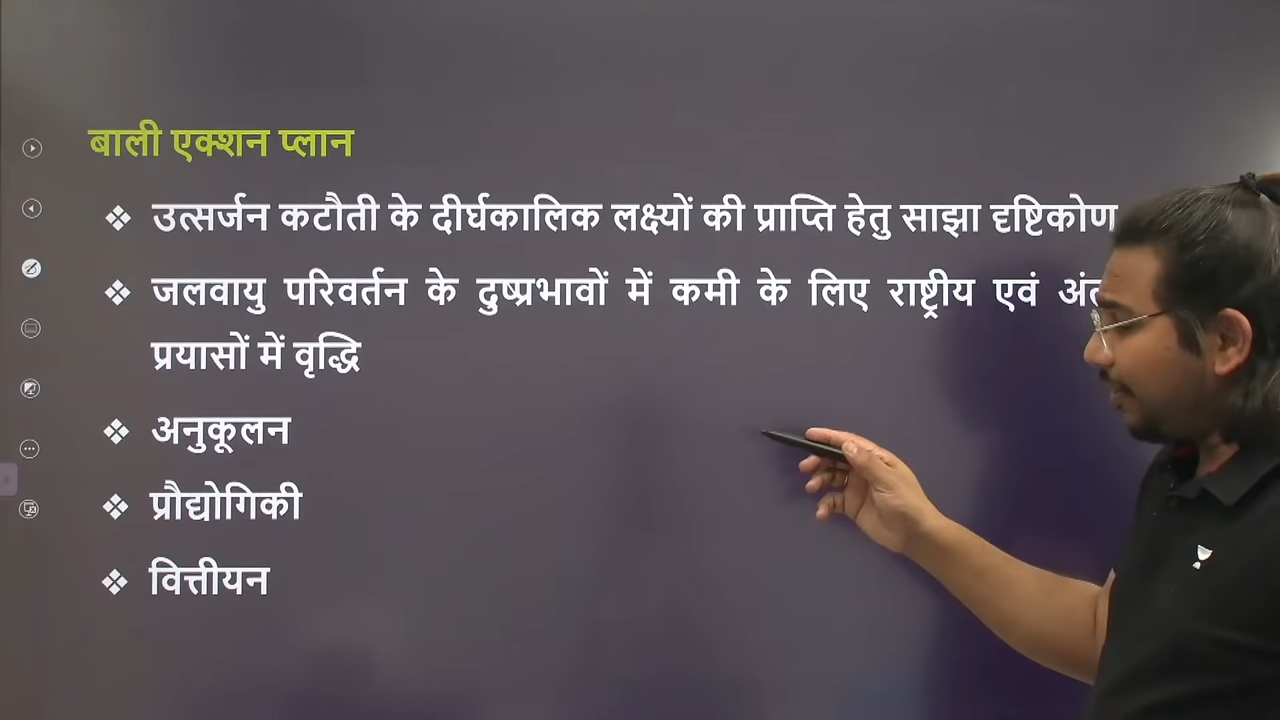 बाली एक्शन प्लान
❖ उत्सर्जन कटौती के दीर्घकालिक लक्ष्यों की प्राप्ति हेतु साझा दृष्टिकोण
❖ जलवायु परिवर्तन के दुष्प्रभावों में कमी के लिए राष्ट्रीय एवं
प्रयासों में वृद्धि
❖ अनुकूलन
❖ प्रौद्योगिकी
❖ वित्तीयन